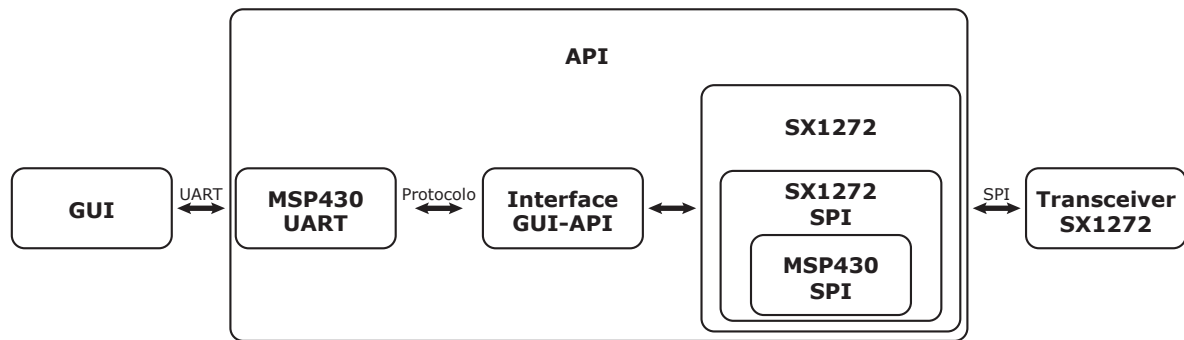 API
SX1272
GUI
UART
MSP430
UART
Protocolo
Interface
GUI-API
SX1272
SPI
MSP430
SPI
SPI
Transceiver
SX1272